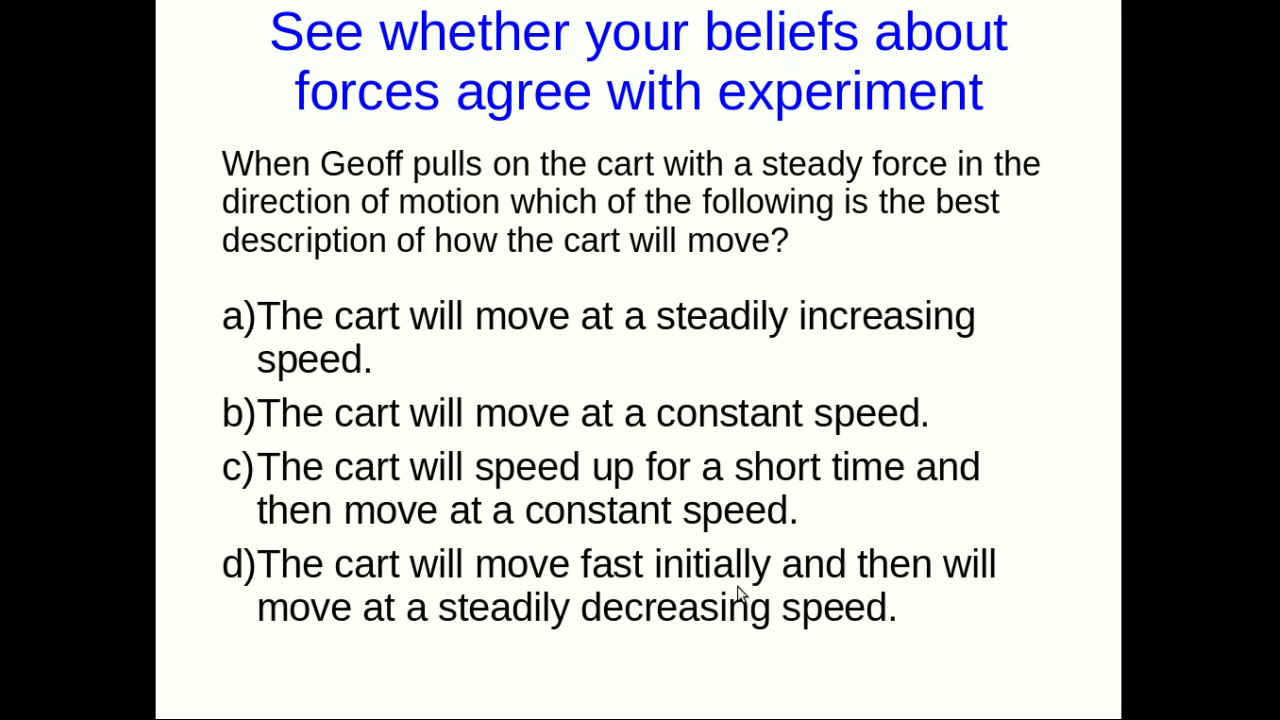 See whether your beliefs about
forces agree with experiment
When Geoff pulls on the cart with a steady force in the
direction of motion which of the following is the best
description of how the cart will move?
a)The cart will move at a steadily increasing
speed.
b)The cart will move at a constant speed.
c)The cart will speed up for a short time and
then move at a constant speed.
d)The cart will move fast initially and then will
move at a steadily decreasing speed.